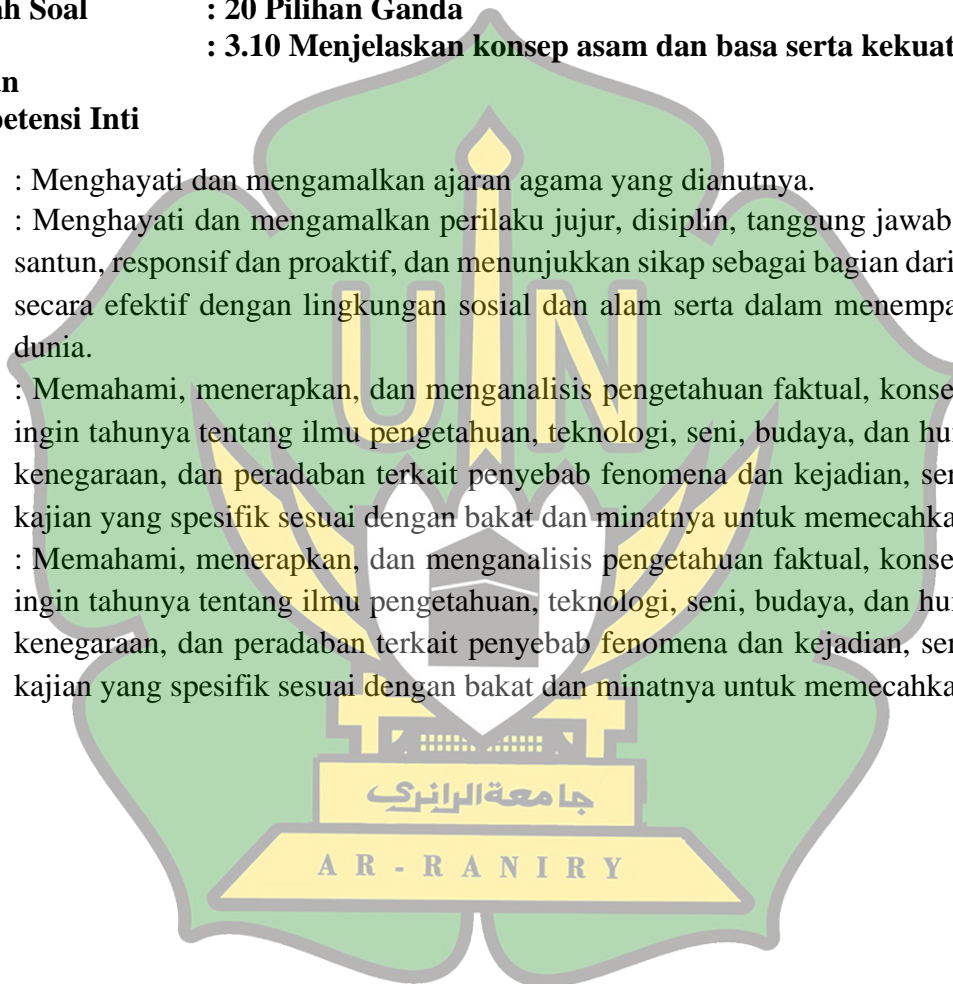 ah Soal : 20 Pilihan Ganda
: 3.10 Menjelaskan konsep asam dan basa serta kekuat
n
petensi Inti
: Menghayati dan mengamalkan ajaran agama yang dianutnya.
: Menghayati dan mengamalkan perilaku jujur, disiplin, tanggung jawab
santun, responsif dan proaktif, dan menunjukkan sikap sebagai bagian dari
secara efektif dengan lingkungan sosial dan alam serta dalam menempa
dunia.
: Memahami, menerapkan, dan menganalisis pengetahuan faktual, konse
ingin tahunya tentang ilmu pengetahuan, teknologi, seni, budaya, dan hu
kenegaraan, dan peradaban terkait penyebab fenomena dan kejadian, ser
kajian yang spesifik sesuai dengan bakat dan minatnya untuk memecahka
: Memahami, menerapkan, dan menganalisis pengetahuan faktual, konse
ingin tahunya tentang ilmu pengetahuan, teknologi, seni, budaya, dan hu
kenegaraan, dan peradaban terkait penyebab fenomena dan kejadian, ser
kajian yang spesifik sesuai dengan bakat dan minatnya untuk memecahka
UIN
جامعة الرانري
AR-RANIRY